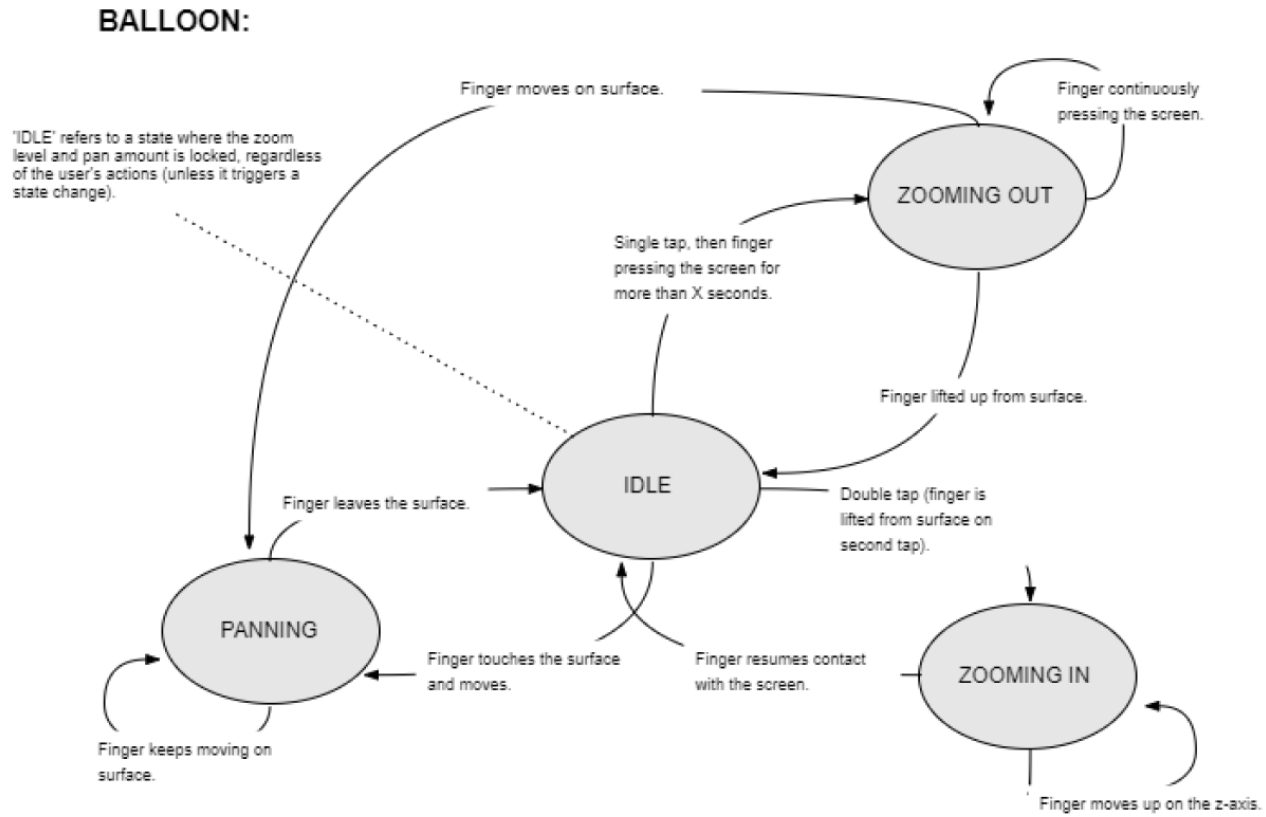 BALLOON:
Finger moves on surface.
Finger continuously
pressing the screen.
'IDLE' refers to a state where the zoom
level and pan amount is locked, regardless
of the user's actions (unless it triggers a
state change).
ZOOMING OUT
Single tap, then finger
pressing the screen for
more than X seconds.
Finger lifted up from surface.
IDLE
Finger leaves the surface.
Double tap (finger is
lifted from surface on
second tap).
PANNING
Finger touches the surface
and moves.
Finger resumes contact
with the screen.
ZOOMING IN
Finger keeps moving on
surface.
Finger moves up on the z-axis.